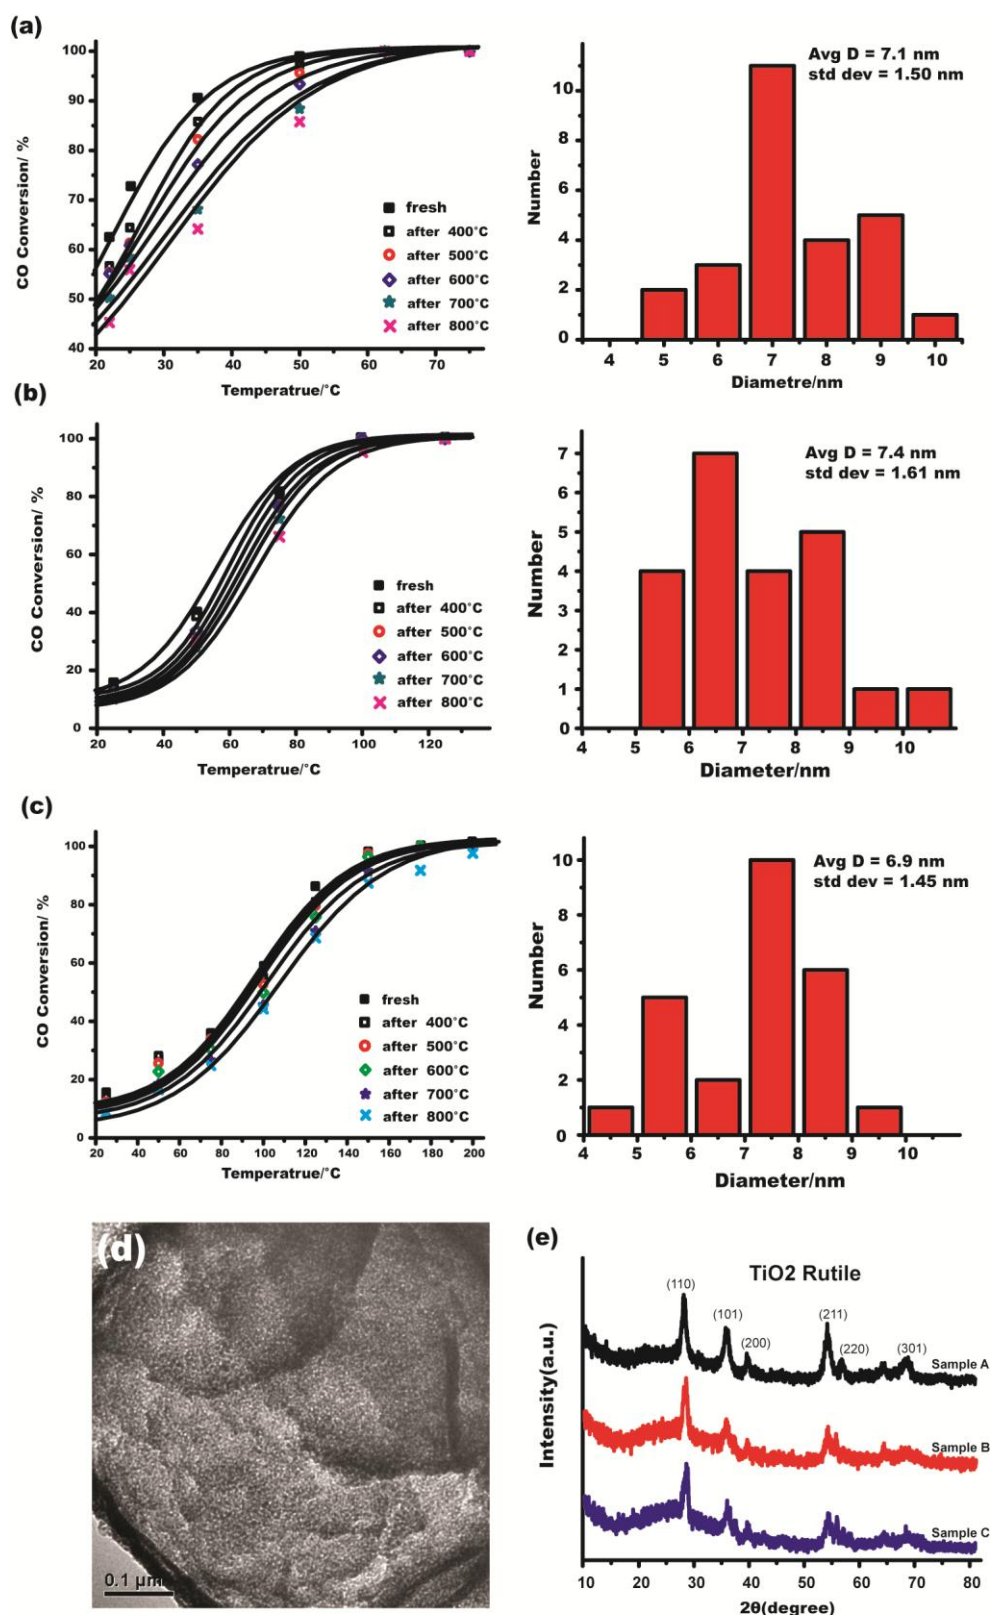 (a)
100
90
80
70
60
50
40
CO Conversion/ %
fresh
after 400°C
after 500°C
after 600°C
after 700°C
after 800°C
20 30 40 50 60 70
Temperatrue/°C
Avg D = 7.1 nm
std dev = 1.50 nm
10
8
6
4
2
0
Number
4 5 6 7 8 9 10
Diametre/nm
(b)
100
80
60
40
20
0
CO Conversion/ %
fresh
after 400°C
after 500°C
after 600°C
after 700°C
after 800°C
20 40 60 80 100 120
Temperatrue/°C
Avg D = 7.4 nm
std dev = 1.61 nm
7
6
5
4
3
2
1
0
Number
4 5 6 7 8 9 10
Diameter/nm
(c)
100
80
60
40
20
0
CO Conversion/ %
fresh
after 400°C
after 500°C
after 600°C
after 700°C
after 800°C
20 40 60 80 100 120 140 160 180 200
Temperatrue/°C
Avg D = 6.9 nm
std dev = 1.45 nm
10
8
6
4
2
0
Number
4 5 6 7 8 9 10
Diameter/nm
(d)
0.1 µm
(e)
TiO2 Rutile
(110)
(101)
(200)
(211)
(220)
(301)
Sample A
Sample B
Sample C
Intensity(a.u.)
10 20 30 40 50 60 70 80
2θ(degree)